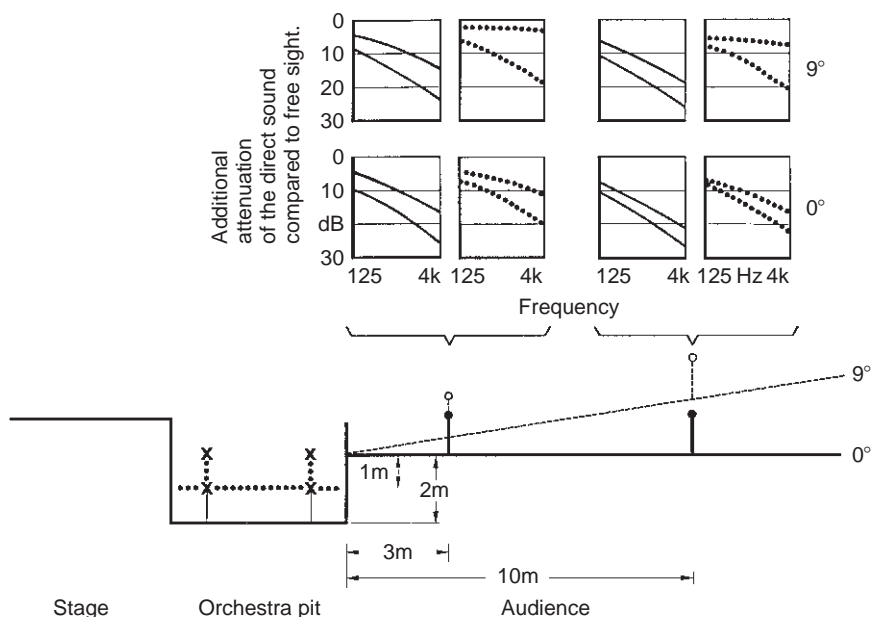 Additional
attenuation
of the direct sound
compared to free sight.
0
10
20
30
9°
0
10
dB
30
0°
125 4k 125 4k 125 4k 125 Hz 4k
Frequency
9°
x x
0°
x x
1m
2m
3m
10m
Stage Orchestra pit Audience